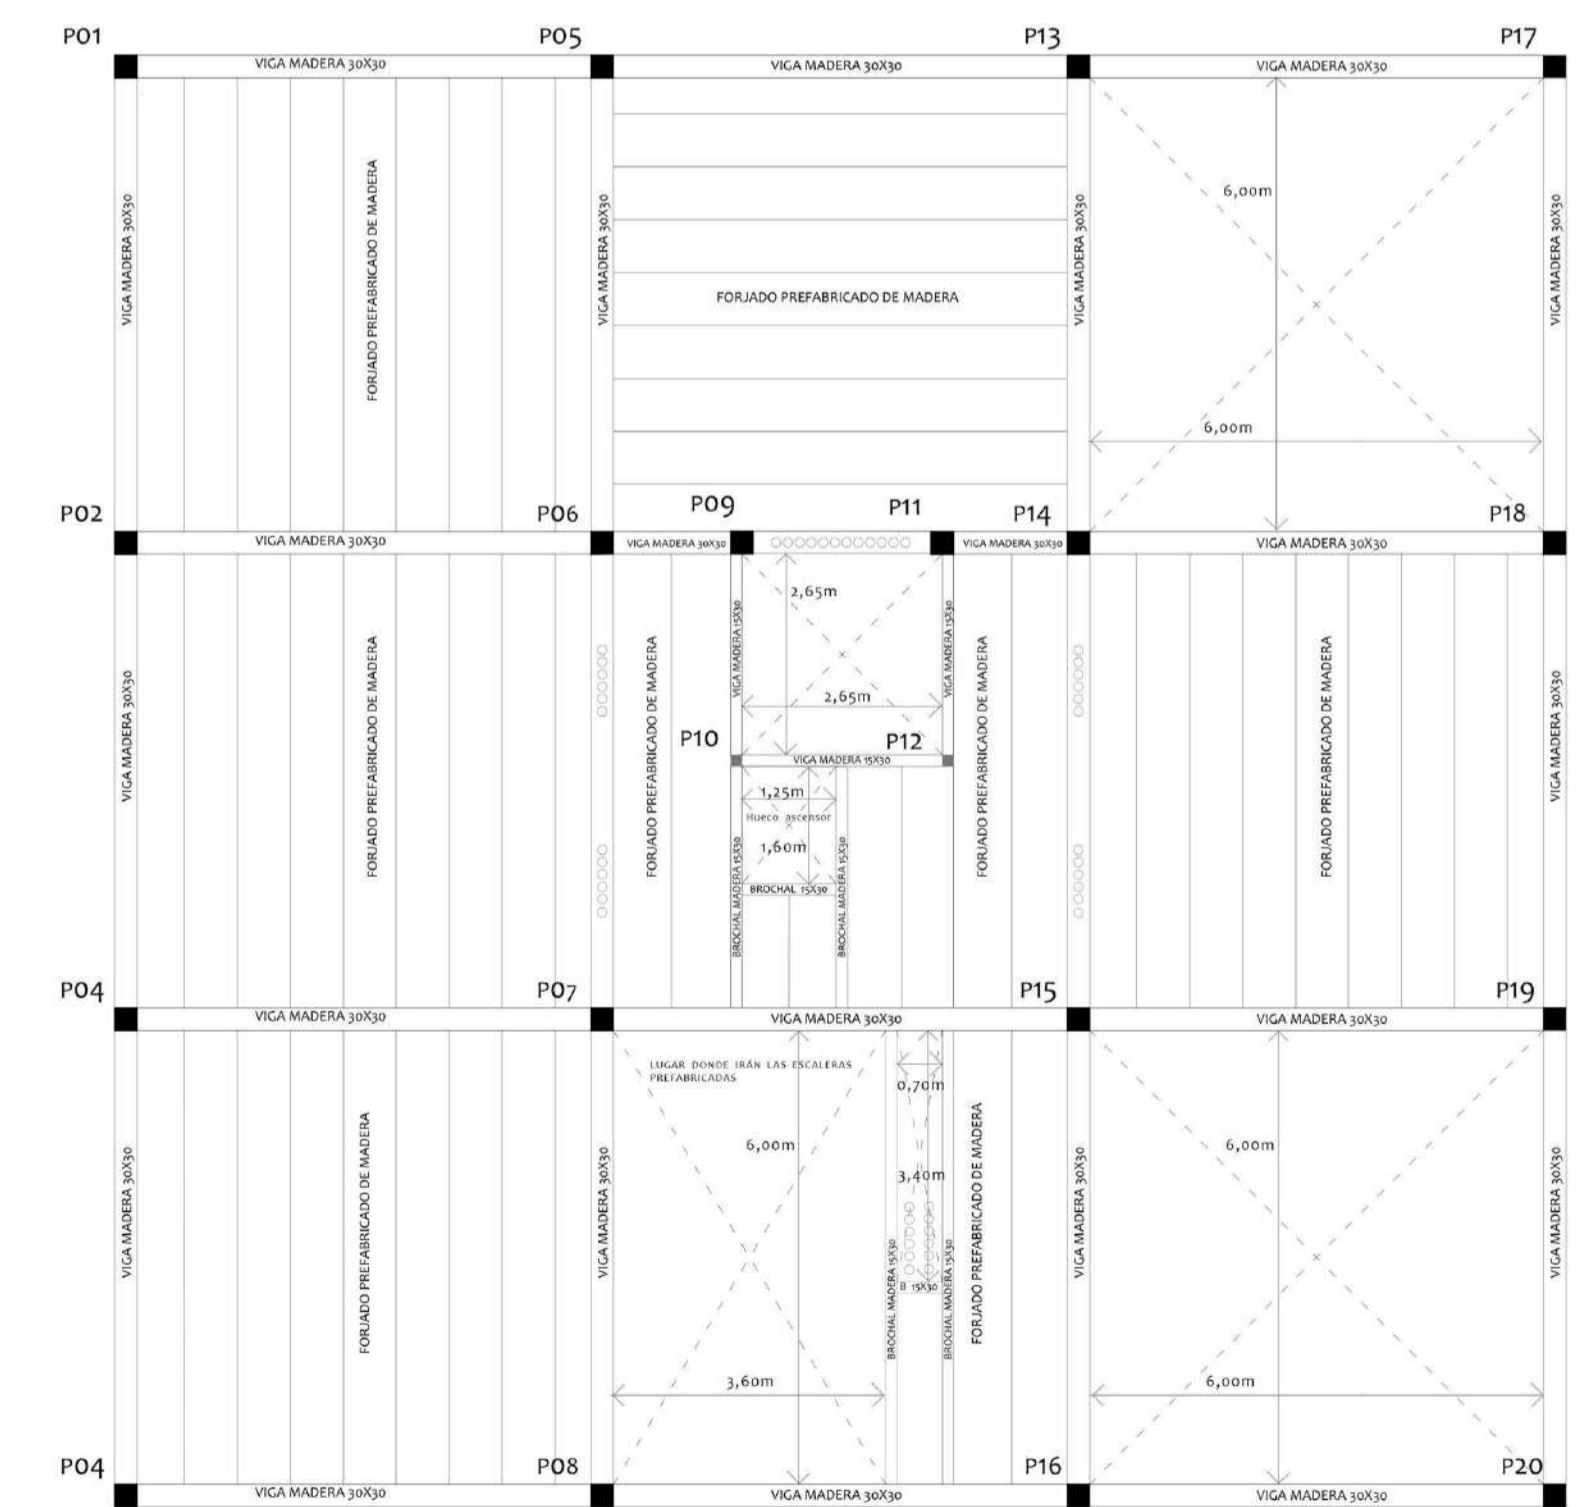 P01
P05
P13
P17
VIGA MADERA 30X30
VIGA MADERA 30X30
VIGA MADERA 30X30
VIGA MADERA 30X30
FORJADO PREFABRICADO DE MADERA
VIGA MADERA 30X30
FORJADO PREFABRICADO DE MADERA
VIGA MADERA 30X30
6,00m
6,00m
VIGA MADERA 30X30
P02
P06
P09
P11
P14
P18
VIGA MADERA 30X30
VIGA MADERA 30X30
VIGA MADERA 30X30
VIGA MADERA 30X30
VIGA MADERA 30X30
FORJADO PREFABRICADO DE MADERA
FORJADO PREFABRICADO DE MADERA
VIGA MADERA 15X30
2,65m
2,65m
VIGA MADERA 15X30
FORJADO PREFABRICADO DE MADERA
FORJADO PREFABRICADO DE MADERA
VIGA MADERA 30X30
P10
P12
VIGA MADERA 15X30
1,25m
Hueco ascensor
1,60m
BROCHAL 15X30
BROCHAL MADERA 15X30
BROCHAL MADERA 15X30
P04
P07
P15
P19
VIGA MADERA 30X30
VIGA MADERA 30X30
VIGA MADERA 30X30
VIGA MADERA 30X30
FORJADO PREFABRICADO DE MADERA
VIGA MADERA 30X30
LUGAR DONDE IRÁN LAS ESCALERAS
PREFABRICADAS
6,00m
3,60m
0,70m
3,40m
BROCHAL MADERA 15X30
B 15X30
BROCHAL MADERA 15X30
FORJADO PREFABRICADO DE MADERA
VIGA MADERA 30X30
6,00m
6,00m
VIGA MADERA 30X30
P04
P08
P16
P20
VIGA MADERA 30X30
VIGA MADERA 30X30
VIGA MADERA 30X30